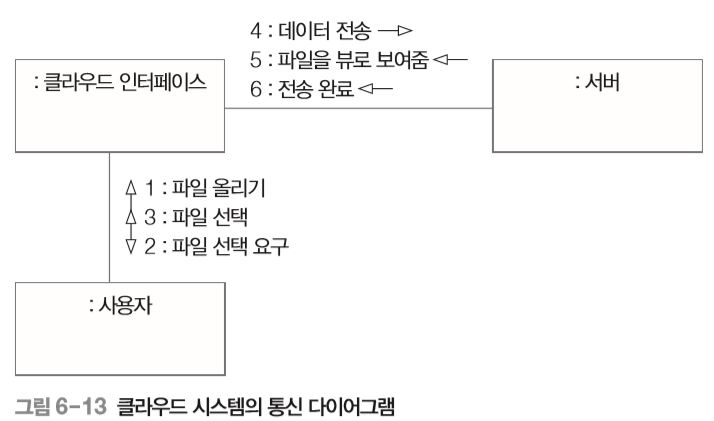 4 : 데이터 전송
5 : 파일을 뷰로 보여줌
6 : 전송 완료
: 클라우드 인터페이스
: 서버
1 : 파일 올리기
3 : 파일 선택
2 : 파일 선택 요구
: 사용자
그림 6-13 클라우드 시스템의 통신 다이어그램